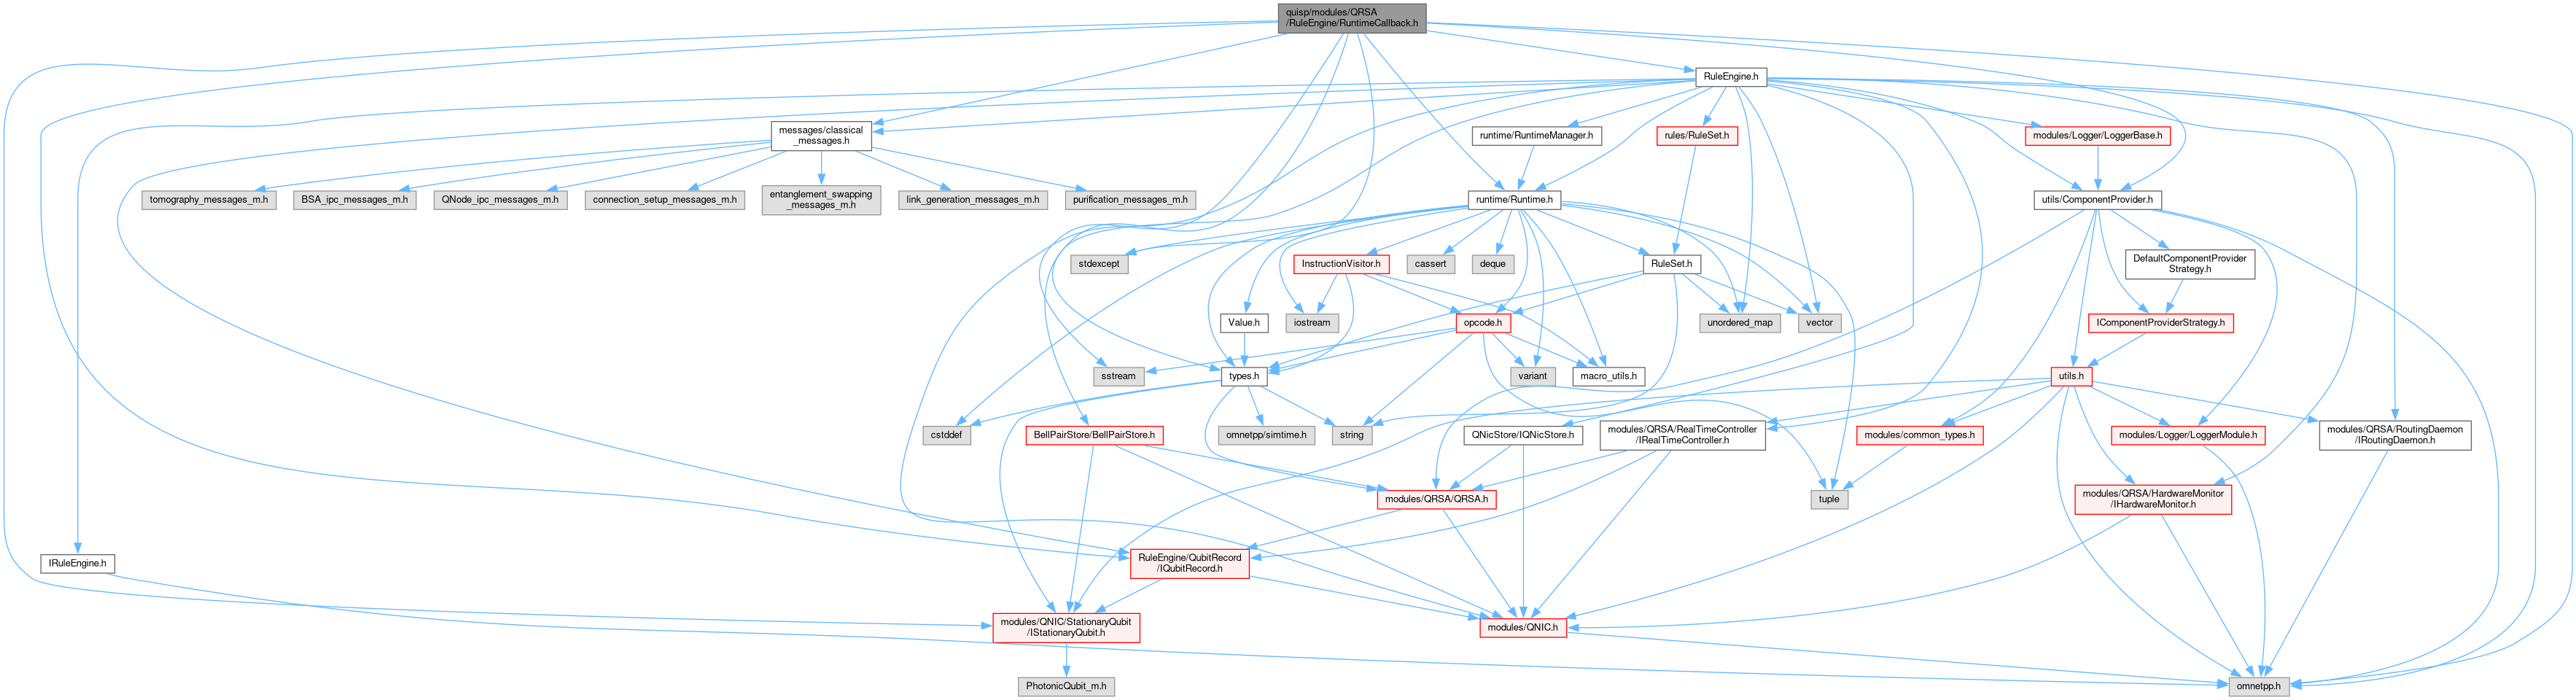 quisp/modules/QRSA
/RuleEngine/RuntimeCallback.h
RuleEngine.h
messages/classical
_messages.h
runtime/RuntimeManager.h
rules/RuleSet.h
modules/Logger/LoggerBase.h
tomography_messages_m.h
BSA_ipc_messages_m.h
QNode_ipc_messages_m.h
connection_setup_messages_m.h
entanglement_swapping
_messages_m.h
link_generation_messages_m.h
purification_messages_m.h
runtime/Runtime.h
utils/ComponentProvider.h
stdexcept
InstructionVisitor.h
cassert
deque
RuleSet.h
DefaultComponentProvider
Strategy.h
Value.h
iostream
opcode.h
unordered_map
vector
IComponentProviderStrategy.h
sstream
types.h
variant
macro_utils.h
utils.h
cstddef
BellPairStore/BellPairStore.h
omnetpp/simtime.h
string
QNicStore/IQNicStore.h
modules/QRSA/RealTimeController
/IRealTimeController.h
modules/common_types.h
modules/Logger/LoggerModule.h
modules/QRSA/RoutingDaemon
/IRoutingDaemon.h
modules/QRSA/QRSA.h
tuple
modules/QRSA/HardwareMonitor
/IHardwareMonitor.h
IRuleEngine.h
RuleEngine/QubitRecord
/IQubitRecord.h
modules/QNIC/StationaryQubit
/IStationaryQubit.h
modules/QNIC.h
PhotonicQubit_m.h
omnetpp.h